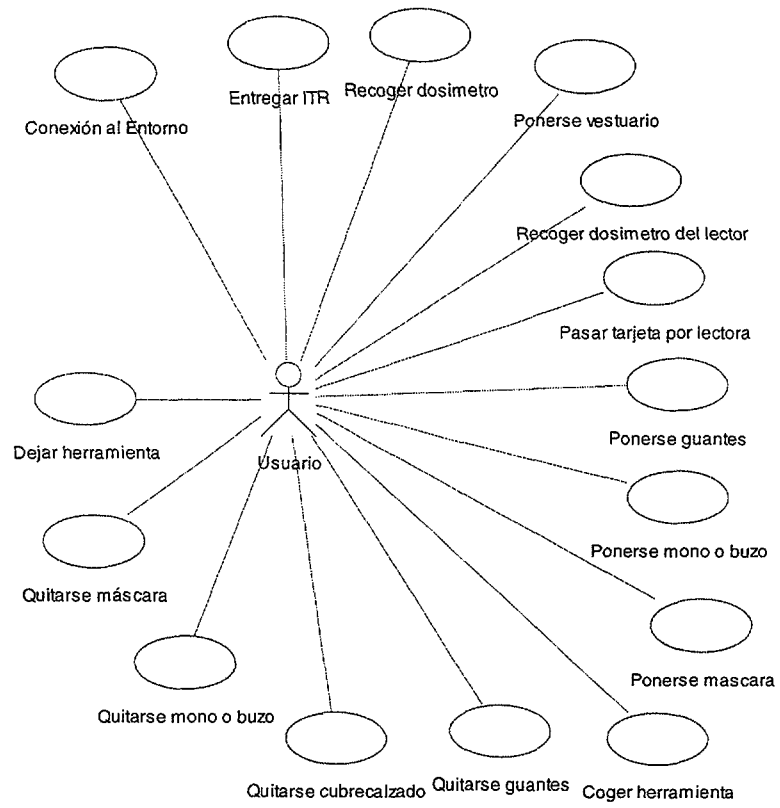 Conexión al Entorno
Entregar ITR
Recoger dosimetro
Ponerse vestuario
Recoger dosimetro del lector
Pasar tarjeta por lectora
Ponerse guantes
Dejar herramienta
Usuario
Ponerse mono o buzo
Quitarse máscara
Ponerse mascara
Quitarse mono o buzo
Quitarse cubrecalzado
Quitarse guantes
Coger herramienta